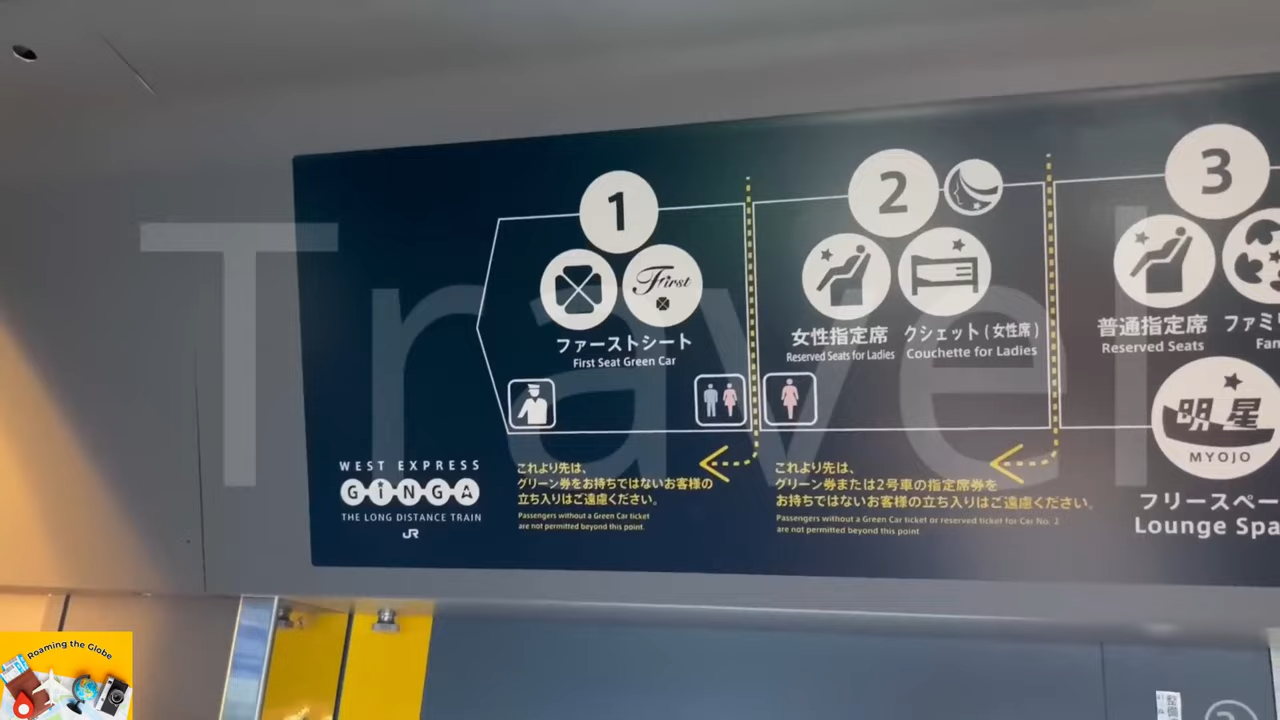 1
First
ファーストシート
First Seat Green Car
2
女性指定席
Reserved Seats for Ladies
クシェット(女性席)
Couchette for Ladies
3
普通指定席
Reserved Seats
ファミ
Fam
明星
MYOJO
フリースペー
Lounge Spa
WEST EXPRESS
GINGA
THE LONG DISTANCE TRAIN
JR
これより先は、
グリーン券をお持ちではないお客様の
立ち入りはご遠慮ください。
Passengers without a Green Car ticket
are not permitted beyond this point
これより先は、
グリーン券または2号車の指定席券を
お持ちではないお客様の立ち入りはご遠慮ください。
Passengers without a Green Car ticket or reserved ticket for Car No. 2
are not permitted beyond this point
Travel
Roaming the Globe